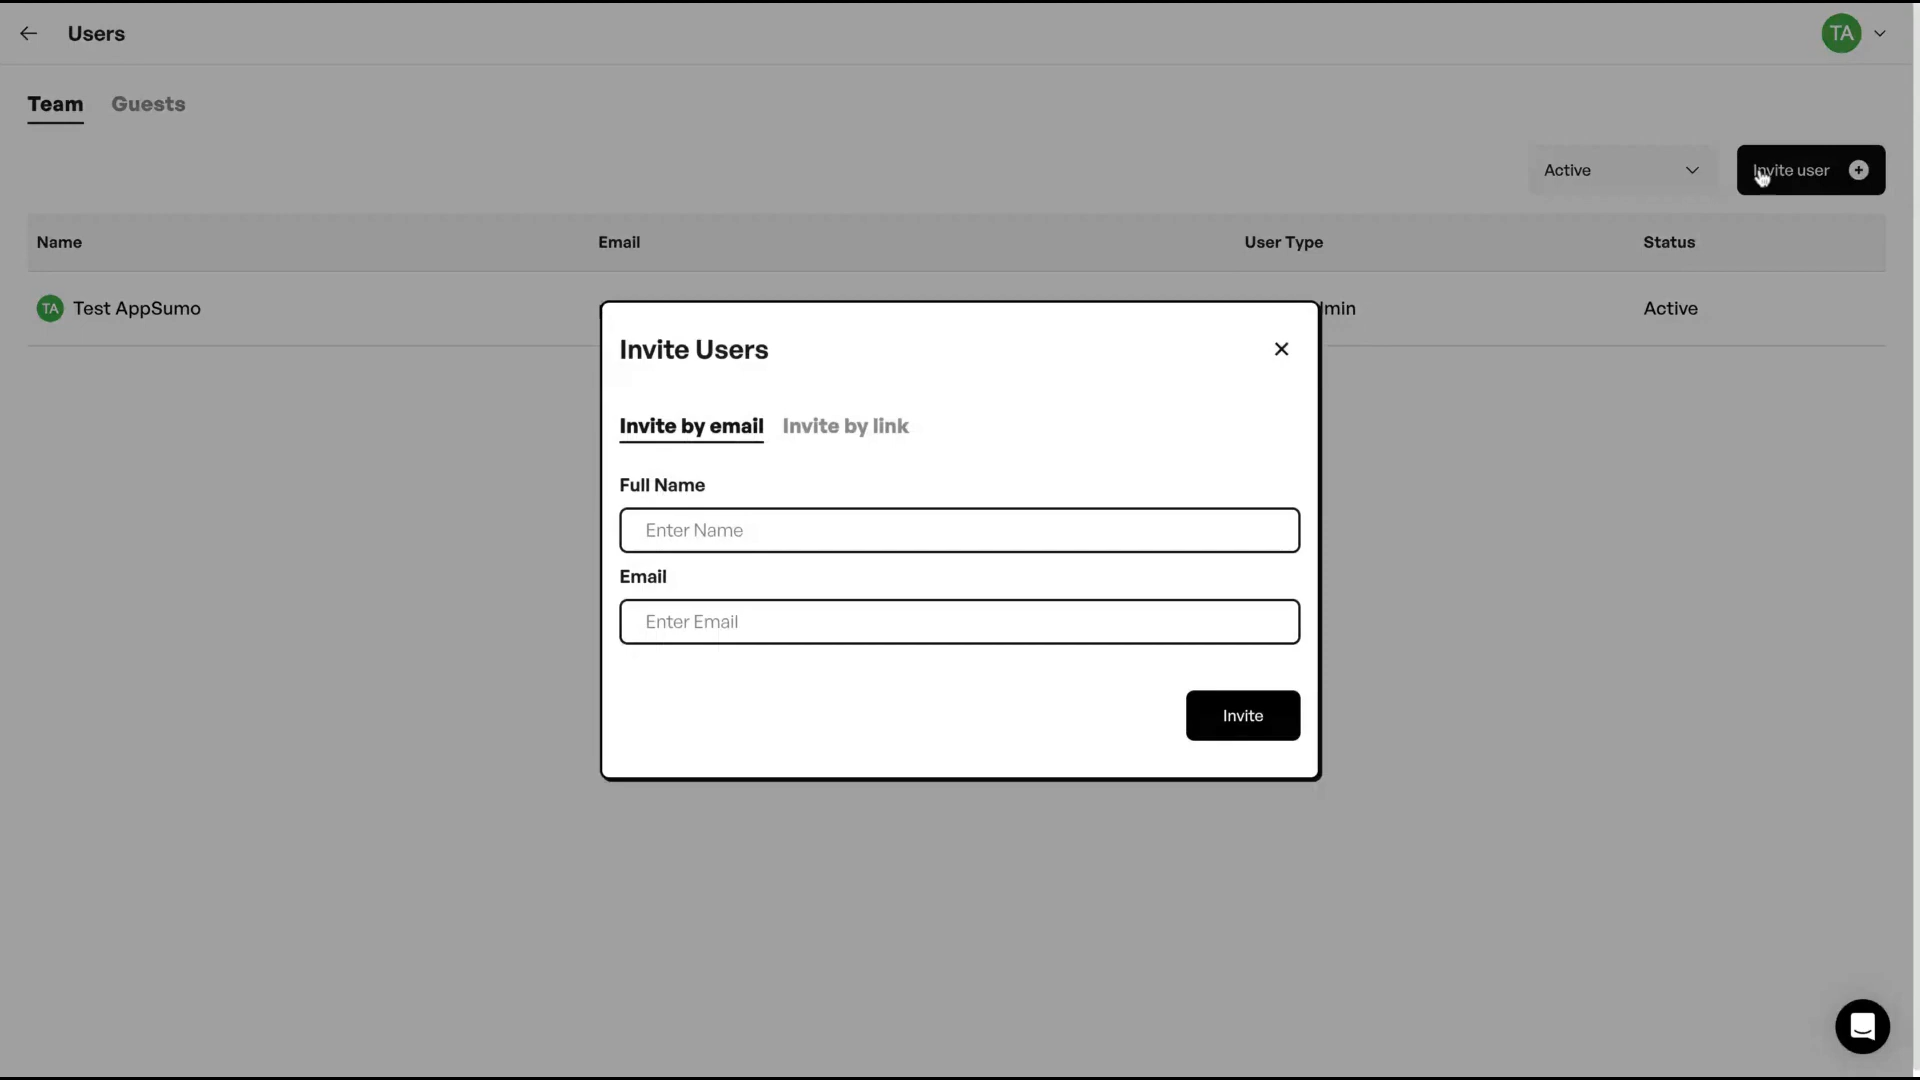 Users
TA
Team Guests
Active
Invite user
Name Email User Type Status
TA Test AppSumo
Active
Invite Users
Invite by email Invite by link
Full Name
Enter Name
Email
Enter Email
Invite